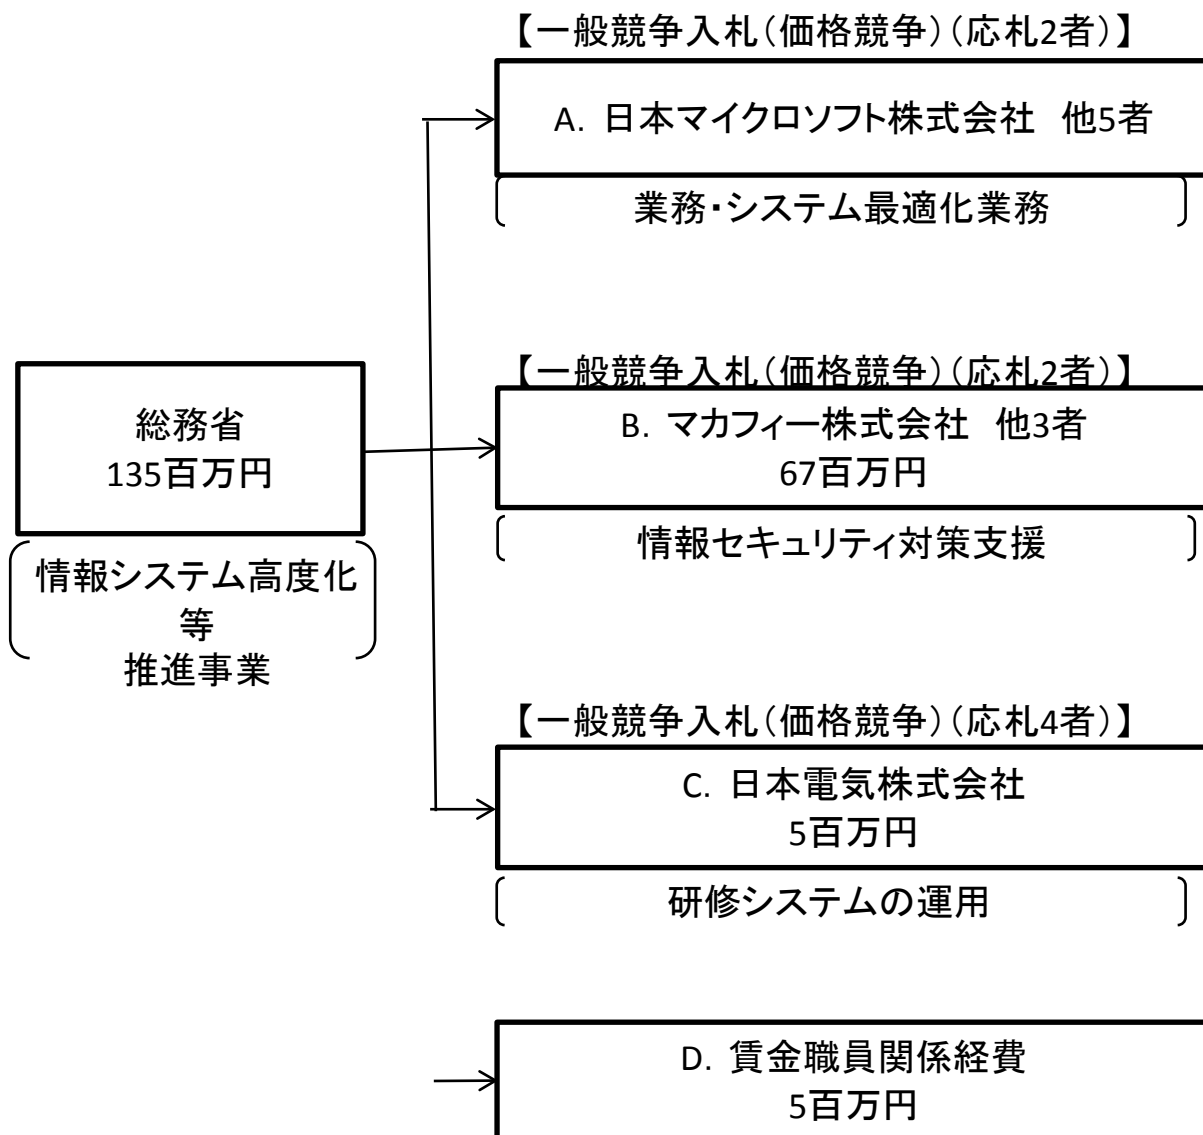 【一般競争入札(価格競争)(応札2者)】
A. 日本マイクロソフト株式会社 他5者
業務・システム最適化業務
総務省
135百万円
情報システム高度化
等
推進事業
【一般競争入札(価格競争)(応札2者)】
B. マカフィー株式会社 他3者
67百万円
情報セキュリティ対策支援
【一般競争入札(価格競争)(応札4者)】
C. 日本電気株式会社
5百万円
研修システムの運用
D. 賃金職員関係経費
5百万円